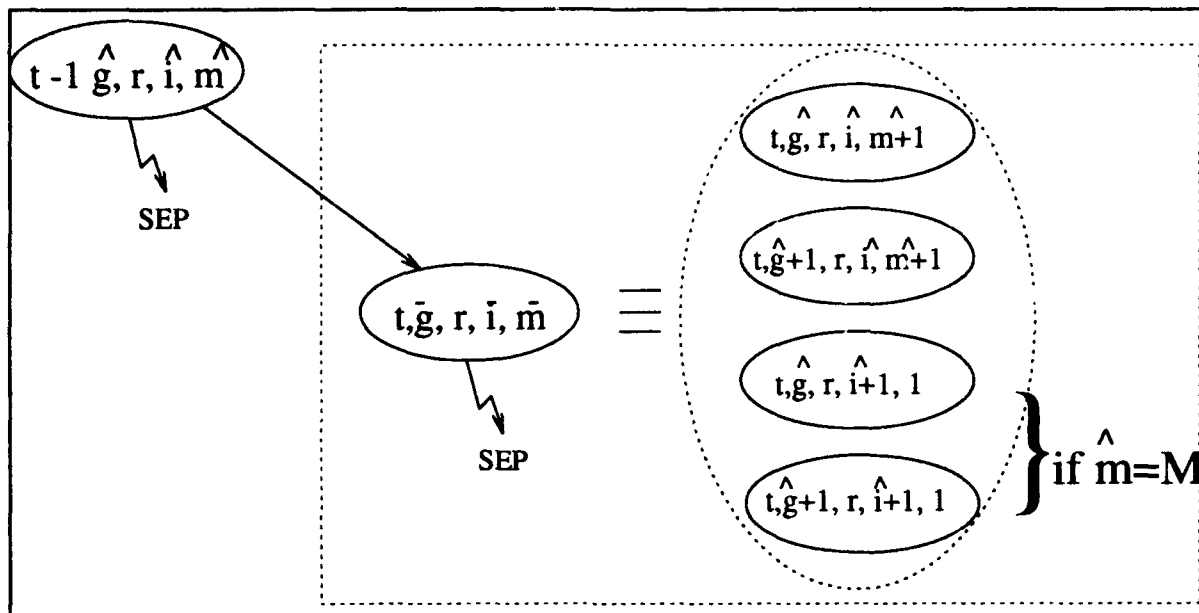 t -1 ĝ, r, î, m̂
SEP
t,ḡ, r, ī, m̄
SEP
t,ĝ, r, î, m̂+1
t,ĝ+1, r, î, m̂+1
t,ĝ, r, î+1, 1
t,ĝ+1, r, î+1, 1
if m̂=M